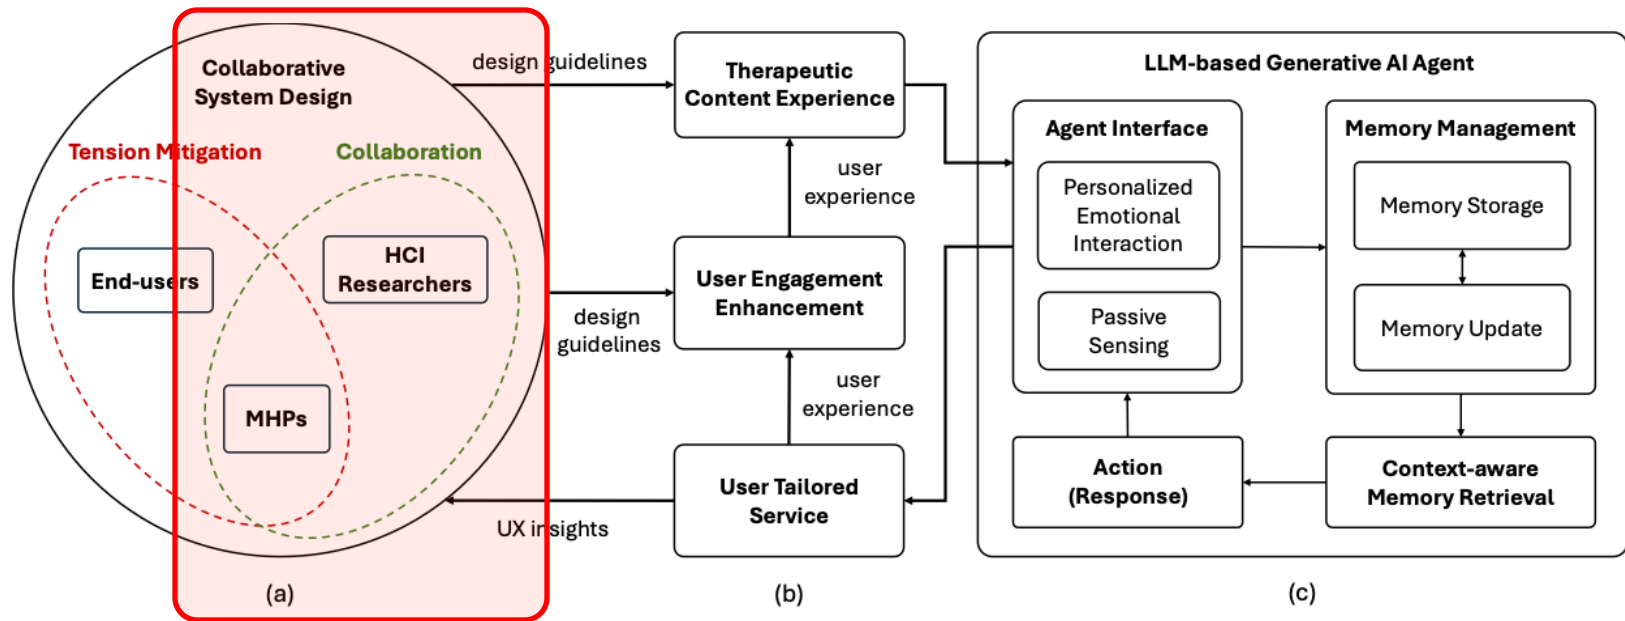 Collaborative
System Design
Tension Mitigation
Collaboration
End-users
HCI
Researchers
MHPs
(a)
design guidelines
design
guidelines
UX insights
Therapeutic
Content Experience
user
experience
User Engagement
Enhancement
user
experience
User Tailored
Service
(b)
LLM-based Generative AI Agent
Agent Interface
Personalized
Emotional
Interaction
Passive
Sensing
Memory Management
Memory Storage
Memory Update
Action
(Response)
Context-aware
Memory Retrieval
(c)